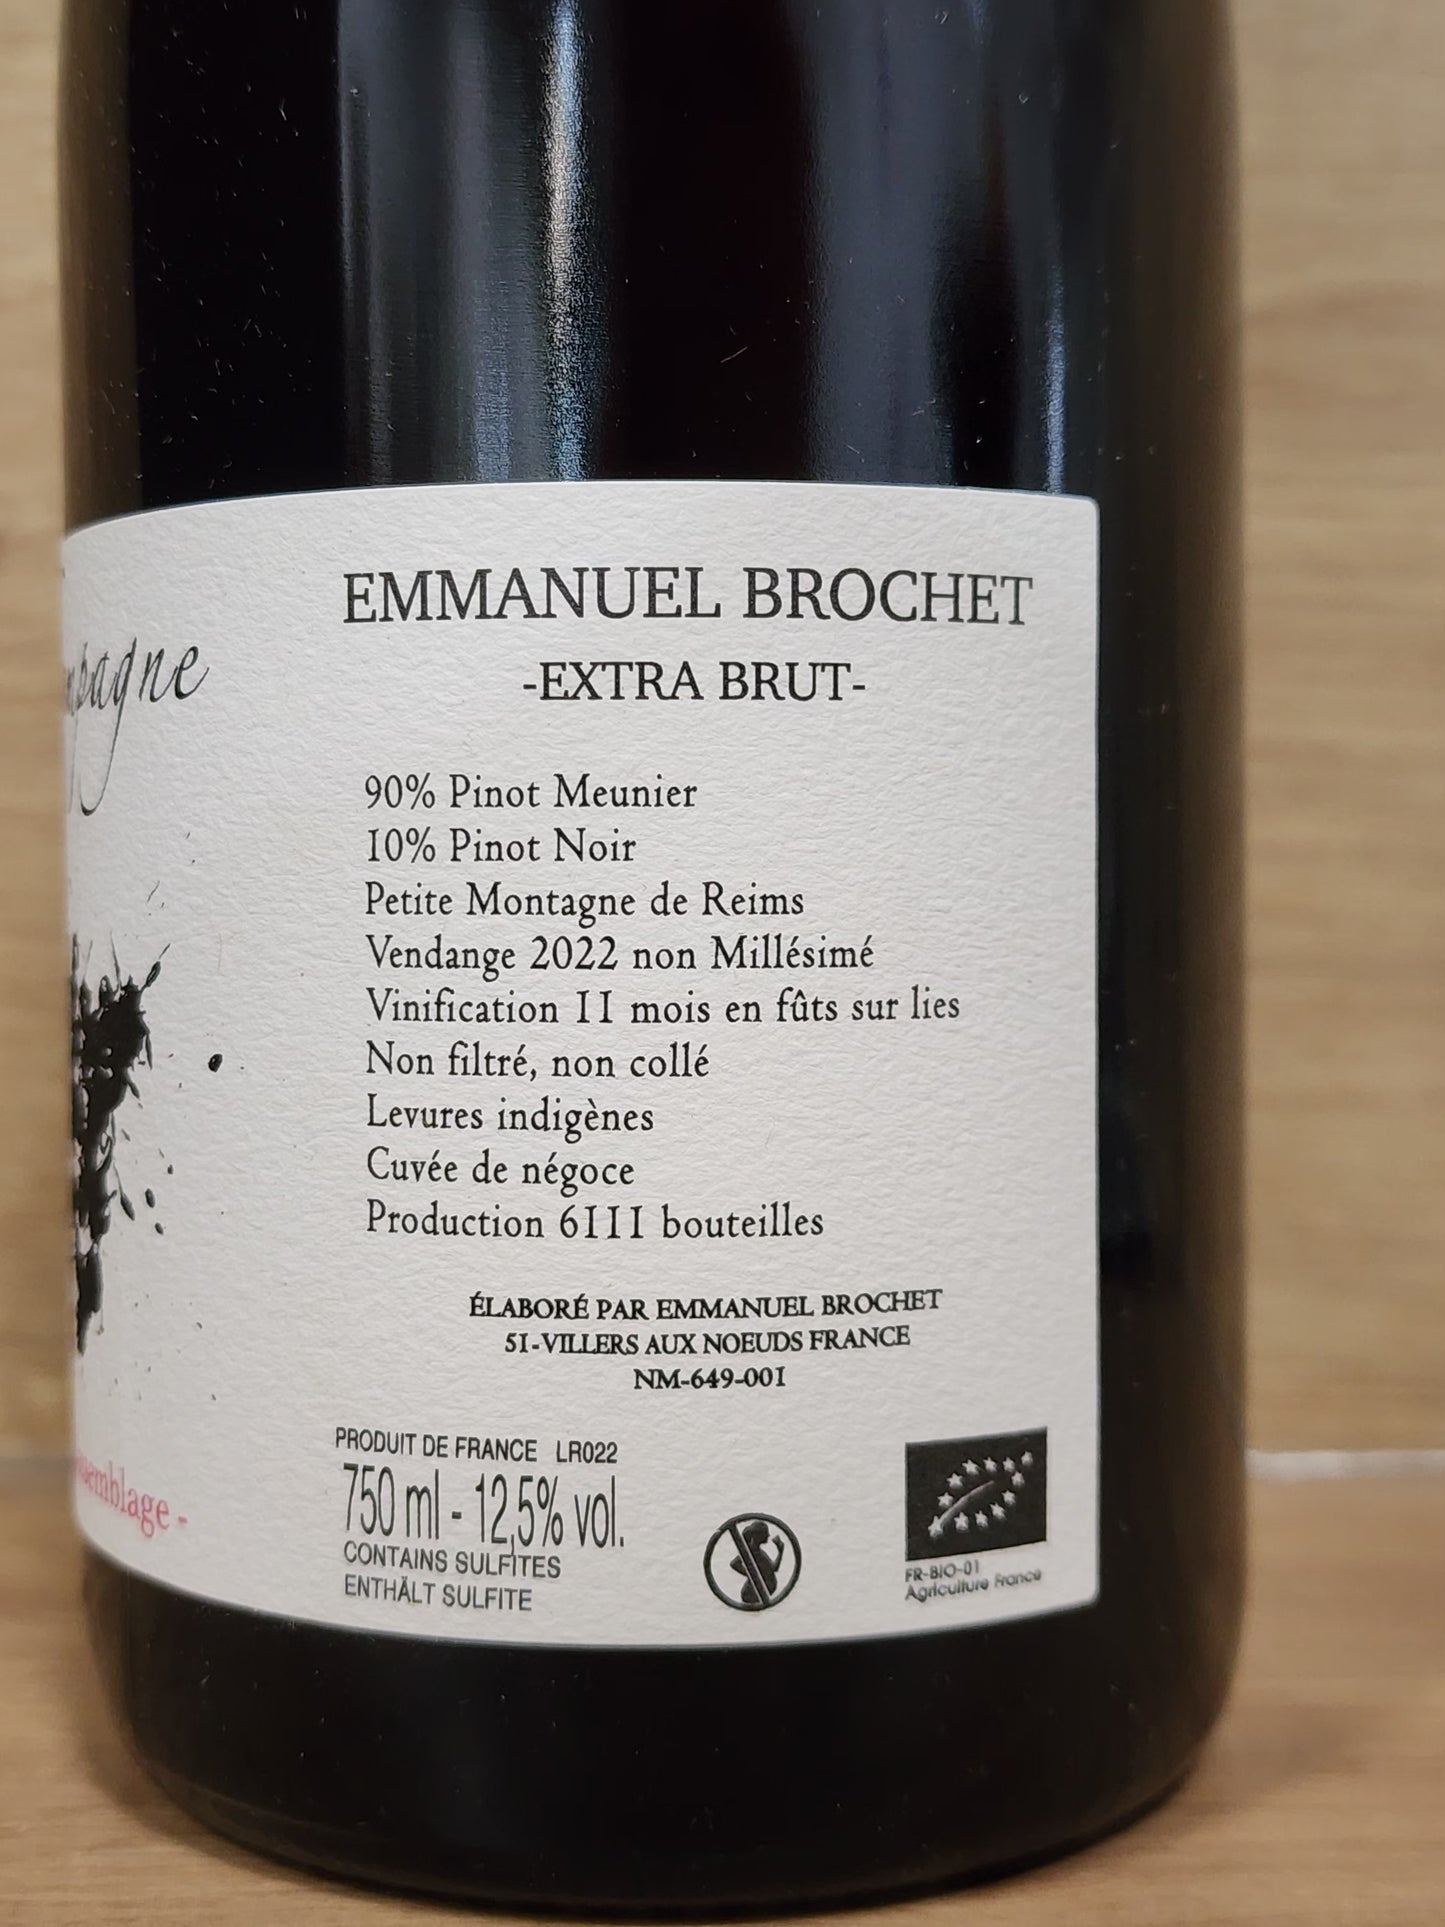 EMMANUEL BROCHET
-EXTRA BRUT-
90% Pinot Meunier
10% Pinot Noir
Petite Montagne de Reims
Vendange 2022 non Millésimé
Vinification 11 mois en fûts sur lies
Non filtré, non collé
Levures indigènes
Cuvée de négoce
Production 6111 bouteilles
ÉLABORÉ PAR EMMANUEL BROCHET
51-VILLERS AUX NOEUDS FRANCE
NM-649-001
PRODUIT DE FRANCE LR022
750 ml - 12,5% vol.
CONTAINS SULFITES
ENTHÄLT SULFITE
FR-BIO-01
Agriculture France